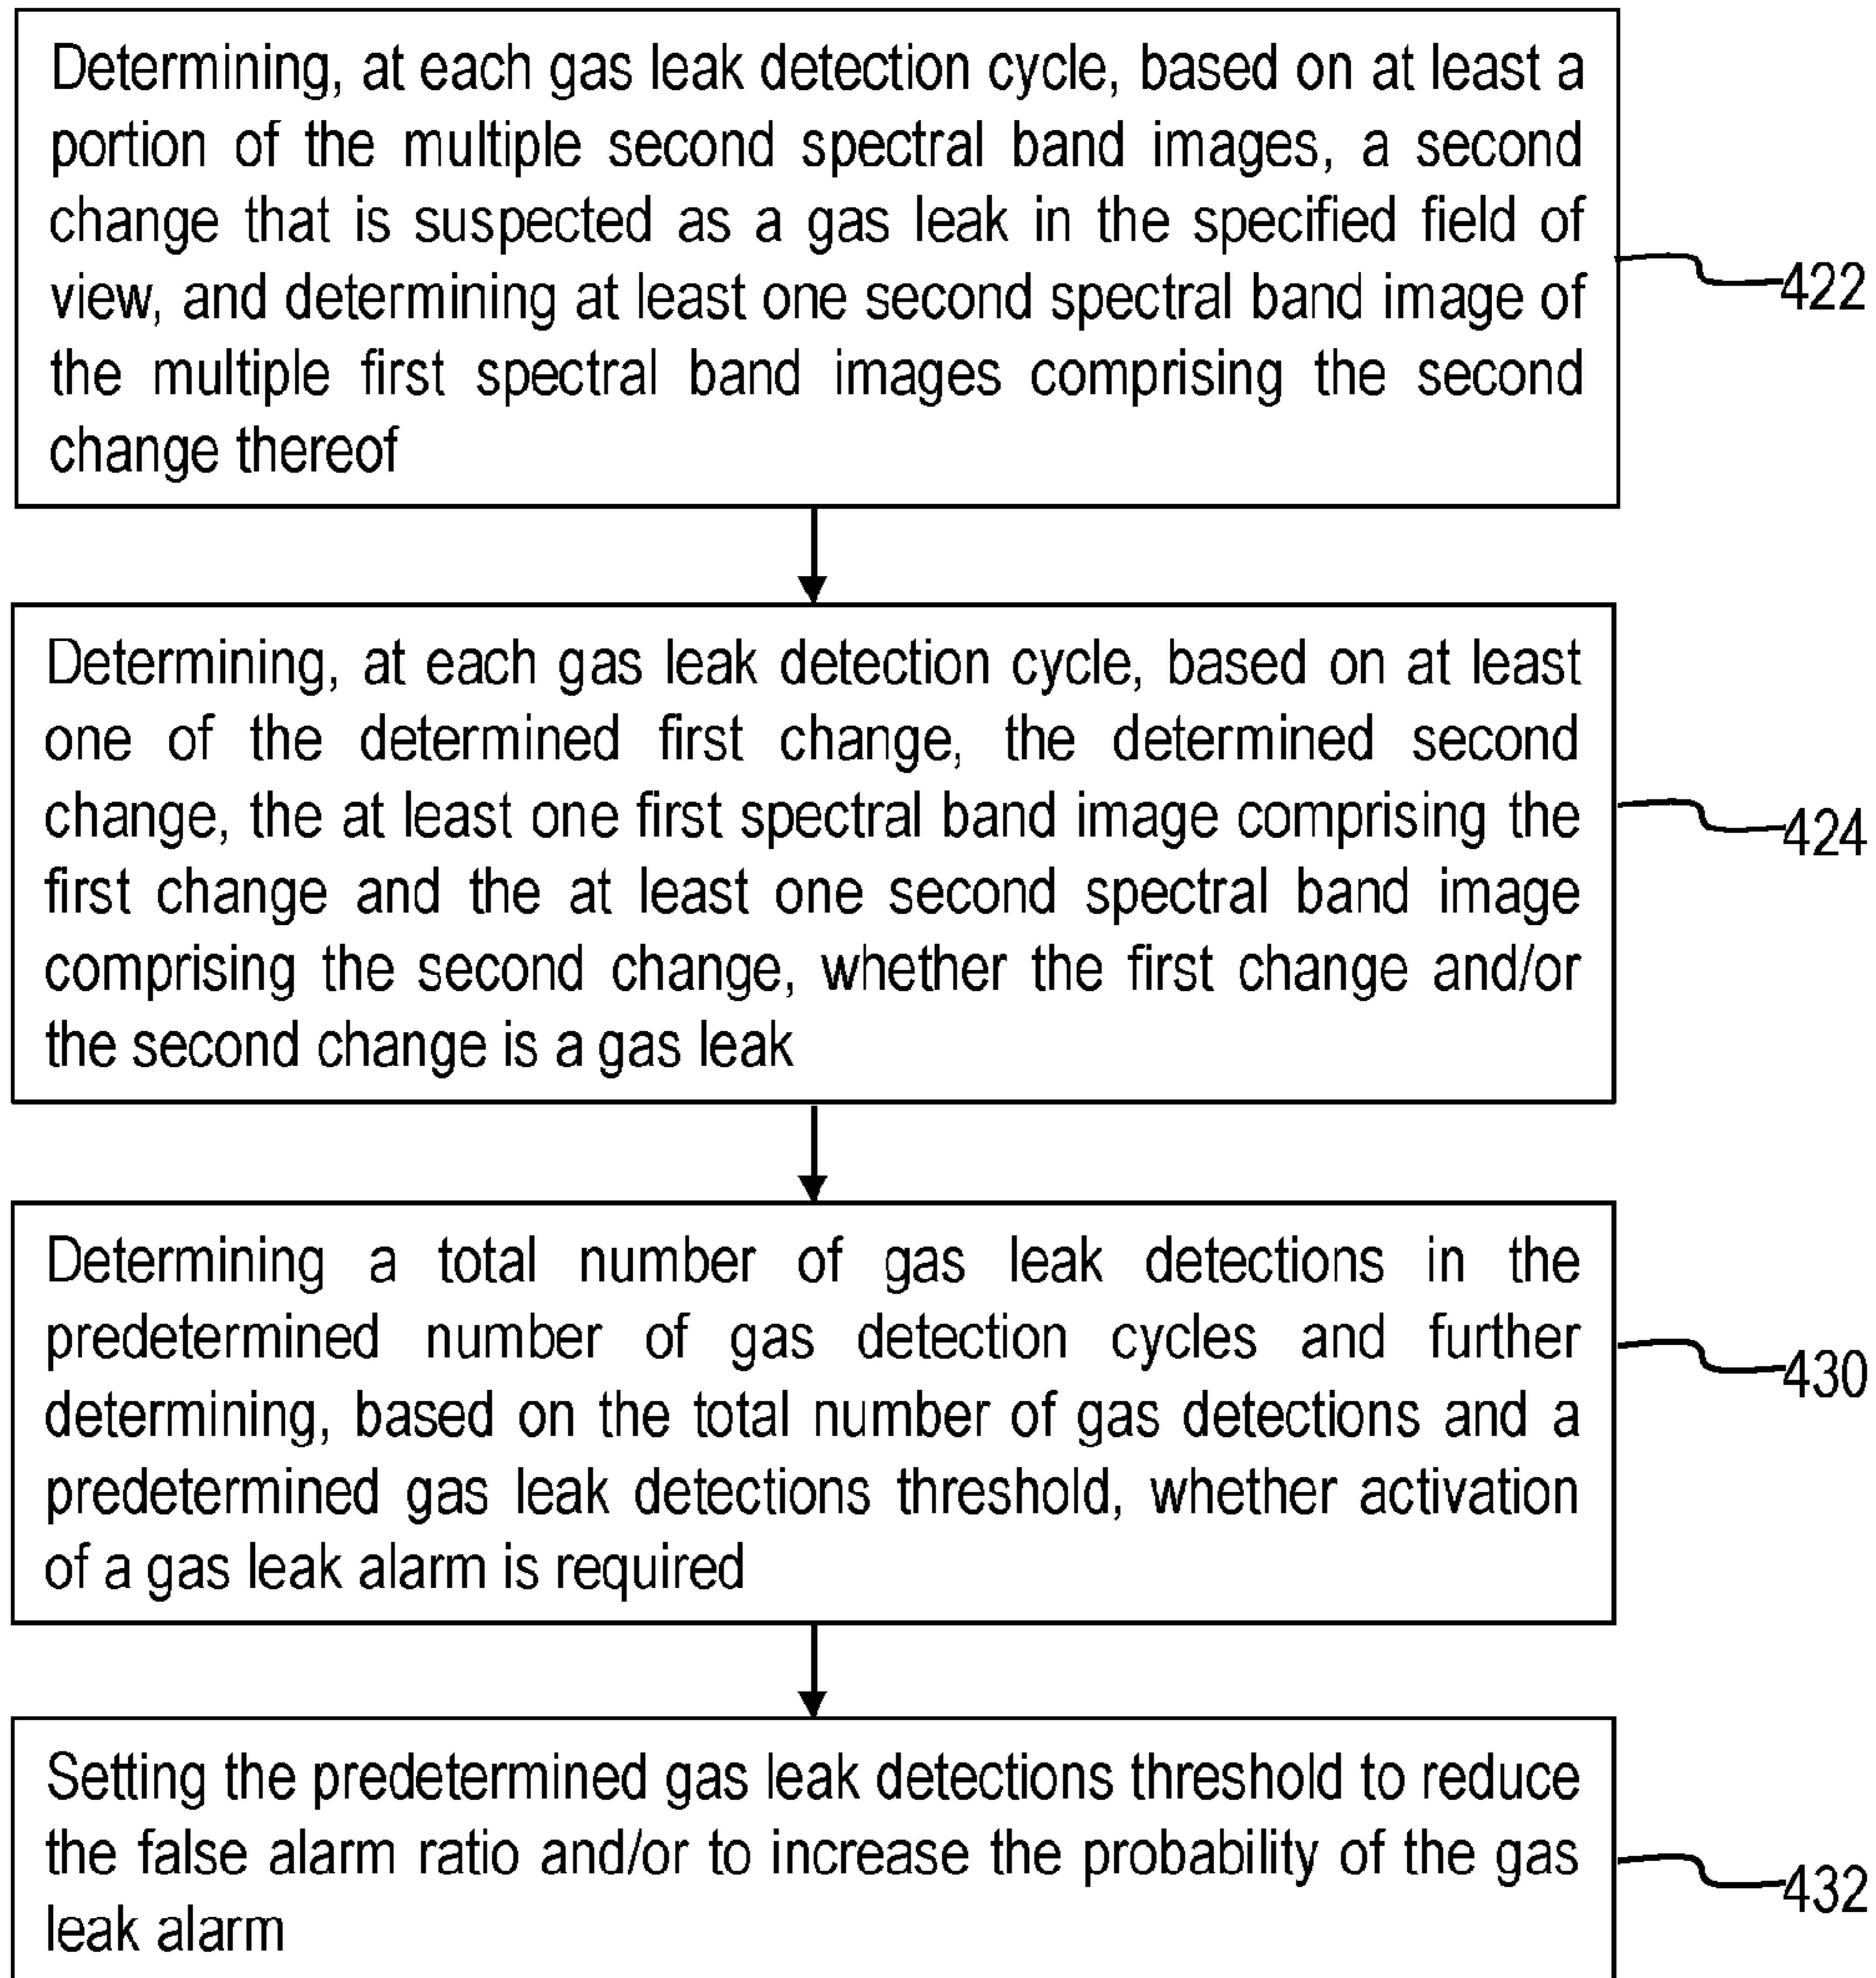 Determining, at each gas leak detection cycle, based on at least a
portion of the multiple second spectral band images, a second
change that is suspected as a gas leak in the specified field of
view, and determining at least one second spectral band image of
the multiple first spectral band images comprising the second
change thereof
422
Determining, at each gas leak detection cycle, based on at least
one of the determined first change, the determined second
change, the at least one first spectral band image comprising the
first change and the at least one second spectral band image
comprising the second change, whether the first change and/or
the second change is a gas leak
424
Determining a total number of gas leak detections in the
predetermined number of gas detection cycles and further
determining, based on the total number of gas detections and a
predetermined gas leak detections threshold, whether activation
of a gas leak alarm is required
430
Setting the predetermined gas leak detections threshold to reduce
the false alarm ratio and/or to increase the probability of the gas
leak alarm
432